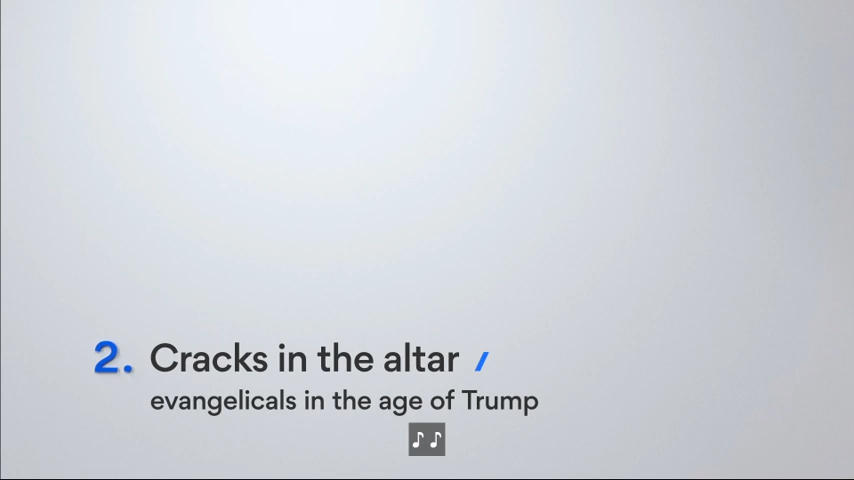 2. Cracks in the altar /
evangelicals in the age of Trump
♪ ♪